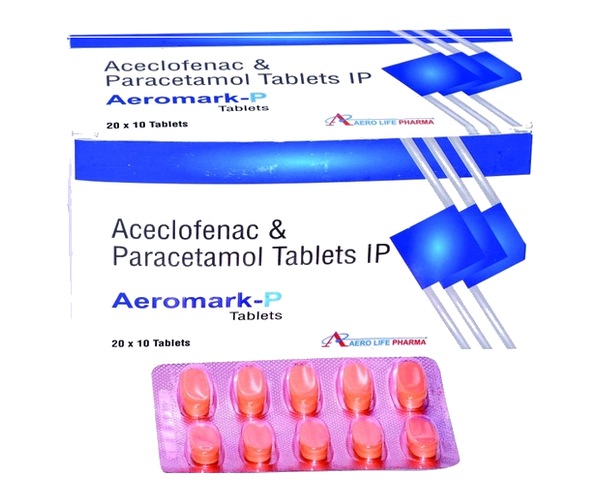 Aceclofenac &
Paracetamol Tablets IP
Aeromark-P
Tablets
20 x 10 Tablets
AERO LIFE PHARMA
Aceclofenac &
Paracetamol Tablets IP
Aeromark-P
Tablets
20 x 10 Tablets
AERO LIFE PHARMA